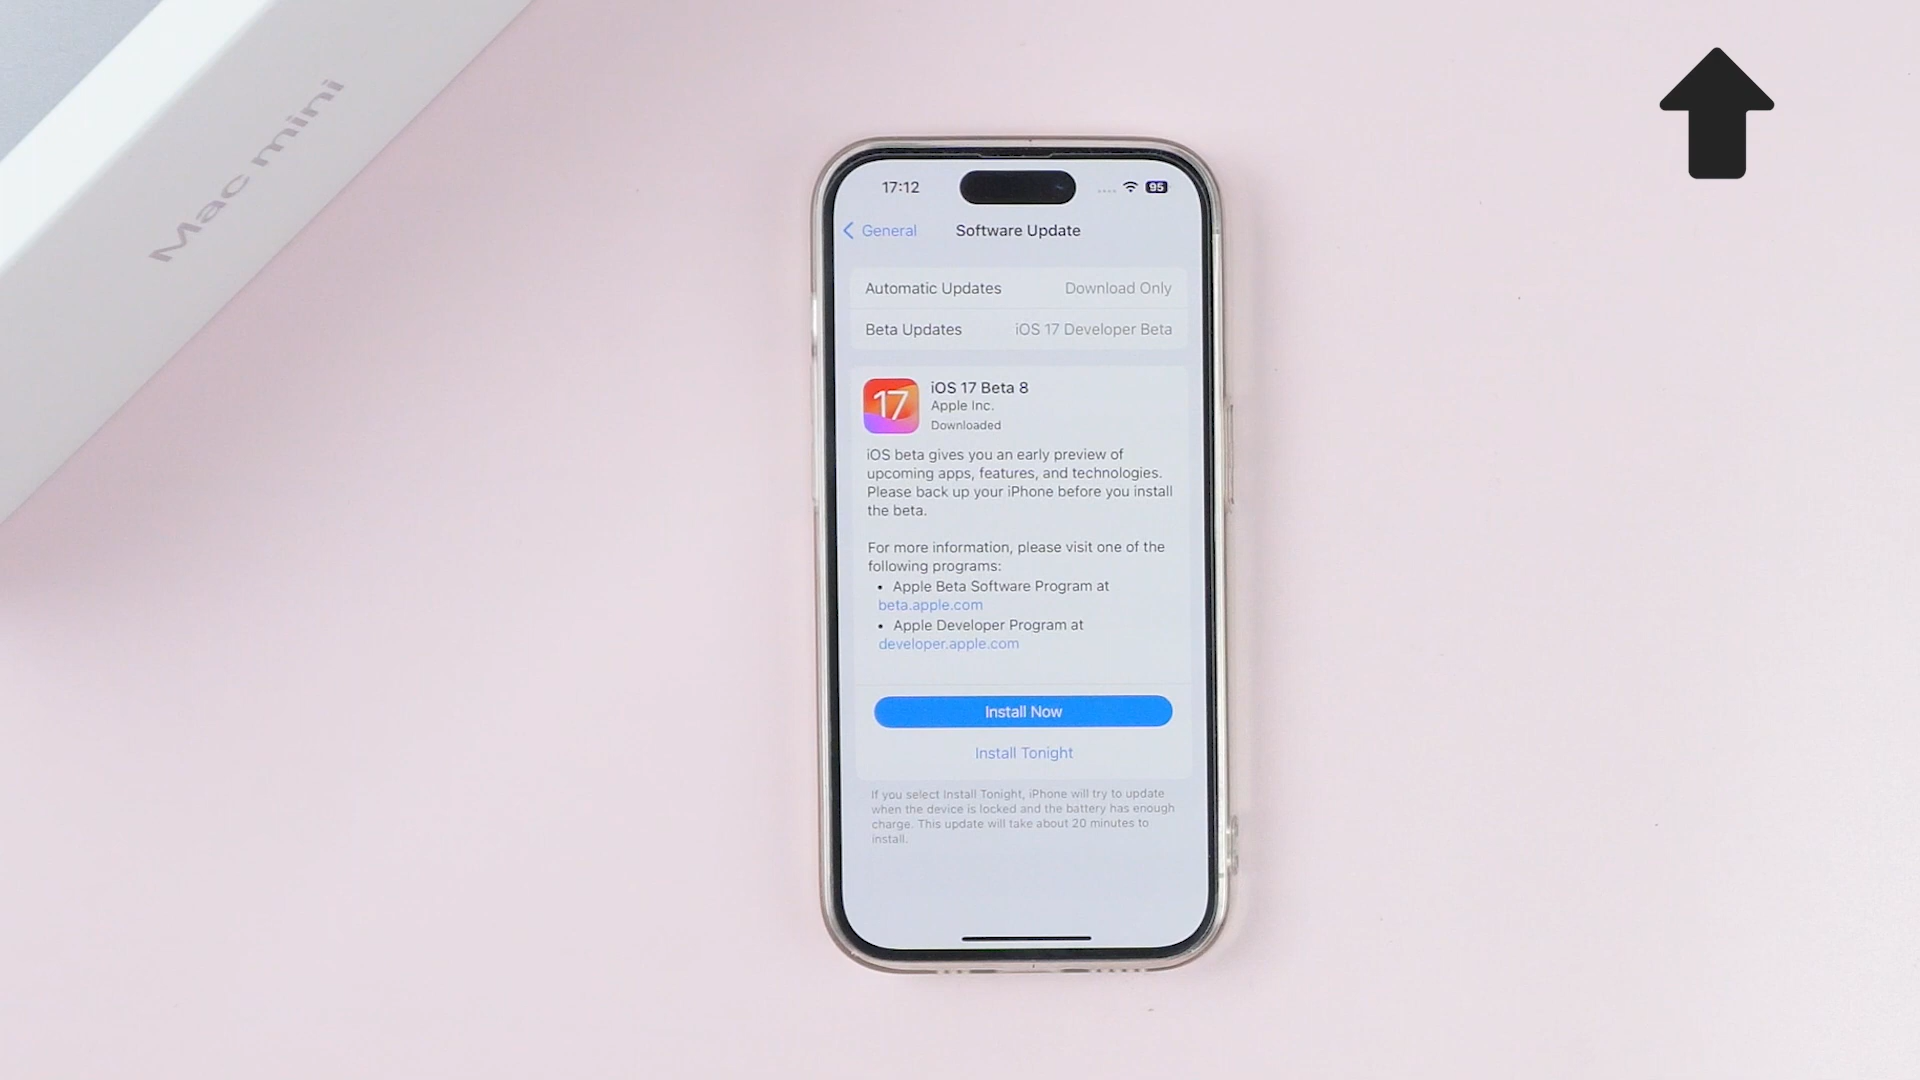 Mac mini
17:12
95
General
Software Update
Automatic Updates Download Only
Beta Updates iOS 17 Developer Beta
17
iOS 17 Beta 8
Apple Inc.
Downloaded
iOS beta gives you an early preview of
upcoming apps, features, and technologies.
Please back up your iPhone before you install
the beta.
For more information, please visit one of the
following programs:
• Apple Beta Software Program at
beta.apple.com
• Apple Developer Program at
developer.apple.com
Install Now
Install Tonight
If you select Install Tonight, iPhone will try to update
when the device is locked and the battery has enough
charge. This update will take about 20 minutes to
install.